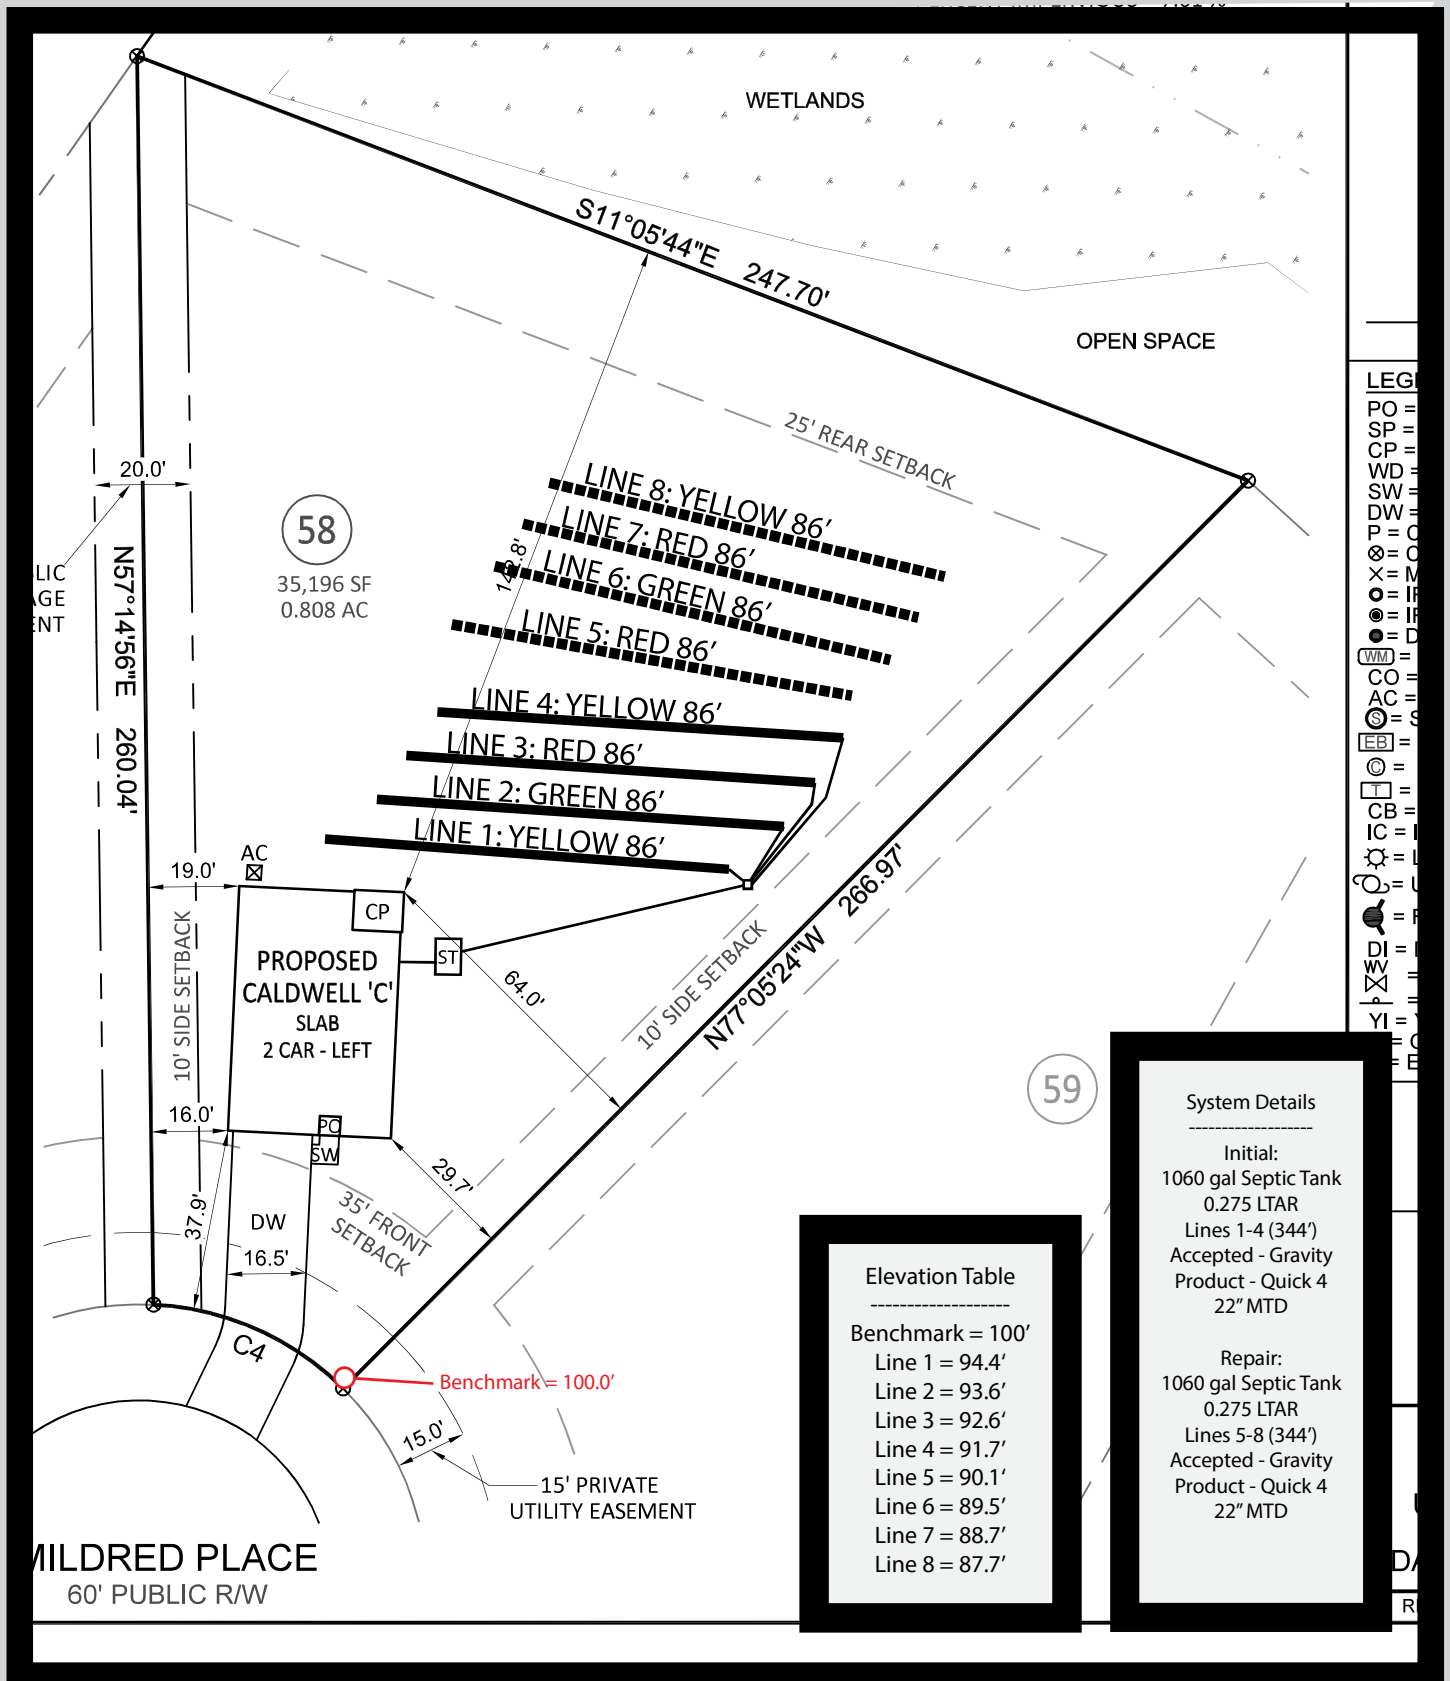 WETLANDS
S11°05'44"E 247.70'
OPEN SPACE
25' REAR SETBACK
20.0'
58
35,196 SF
0.808 AC
N57°14'56"E 260.04'
LINE 8: YELLOW 86’
LINE 7: RED 86’
LINE 6: GREEN 86’
LINE 5: RED 86’
LINE 4: YELLOW 86’
LINE 3: RED 86’
LINE 2: GREEN 86’
LINE 1: YELLOW 86’
AC
19.0'
CP
PROPOSED
CALDWELL 'C'
SLAB
2 CAR - LEFT
ST
64.0'
10' SIDE SETBACK
10' SIDE SETBACK
N77°05'24"W 266.97'
16.0'
PO
SW
29.7'
37.9'
DW
16.5'
35' FRONT
SETBACK
C4
Benchmark = 100.0’
15.0'
15' PRIVATE
UTILITY EASEMENT
MILDRED PLACE
60' PUBLIC R/W
59
Elevation Table
-------------------
Benchmark = 100’
Line 1 = 94.4’
Line 2 = 93.6’
Line 3 = 92.6’
Line 4 = 91.7’
Line 5 = 90.1’
Line 6 = 89.5’
Line 7 = 88.7’
Line 8 = 87.7’
System Details
-------------------
Initial:
1060 gal Septic Tank
0.275 LTAR
Lines 1-4 (344’)
Accepted - Gravity
Product - Quick 4
22” MTD
Repair:
1060 gal Septic Tank
0.275 LTAR
Lines 5-8 (344’)
Accepted - Gravity
Product - Quick 4
22” MTD
PO =
SP =
CP =
WD =
SW =
DW =
P =
WM =
CO =
AC =
S =
EB =
C =
T =
CB =
IC =
DI =
WV
YI =